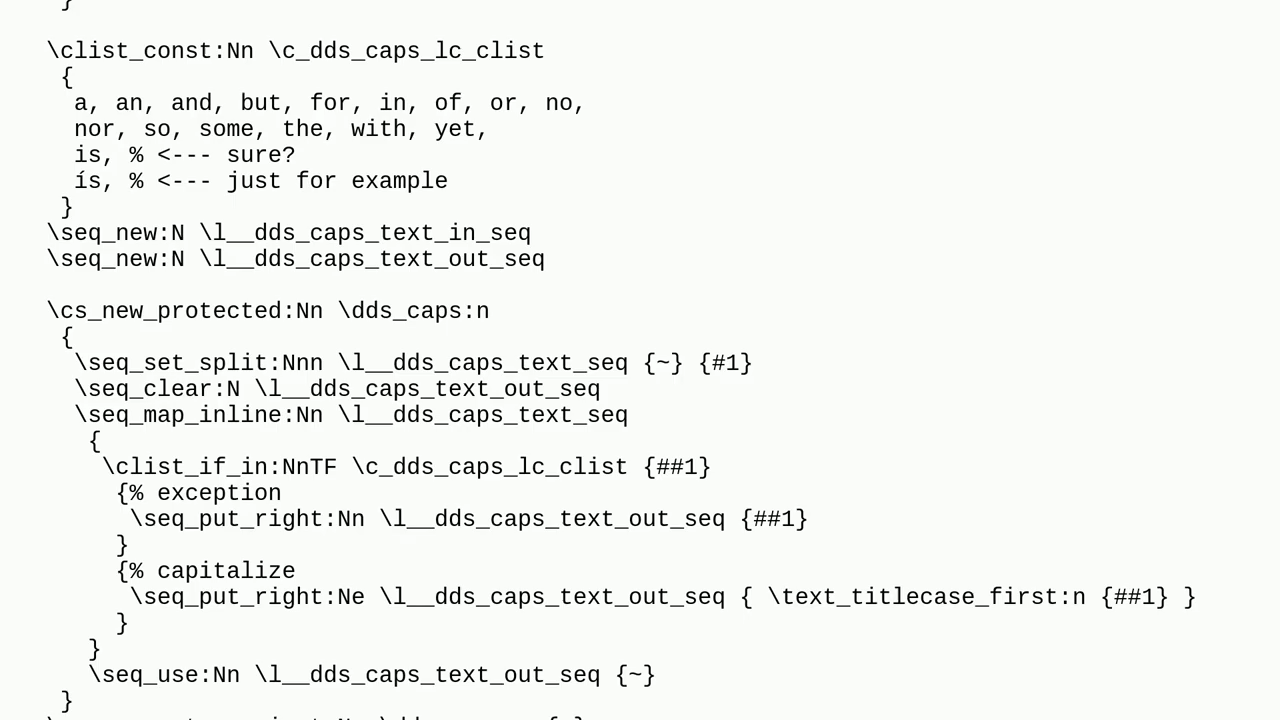 }
\clist_const:Nn \c_dds_caps_lc_clist
{
a, an, and, but, for, in, of, or, no,
nor, so, some, the, with, yet,
is, % <--- sure?
ís, % <--- just for example
}
\seq_new:N \l__dds_caps_text_in_seq
\seq_new:N \l__dds_caps_text_out_seq
\cs_new_protected:Nn \dds_caps:n
{
\seq_set_split:Nnn \l__dds_caps_text_seq {~} {#1}
\seq_clear:N \l__dds_caps_text_out_seq
\seq_map_inline:Nn \l__dds_caps_text_seq
{
\clist_if_in:NnTF \c_dds_caps_lc_clist {##1}
{% exception
\seq_put_right:Nn \l__dds_caps_text_out_seq {##1}
}
{% capitalize
\seq_put_right:Ne \l__dds_caps_text_out_seq { \text_titlecase_first:n {##1} }
}
}
\seq_use:Nn \l__dds_caps_text_out_seq {~}
}